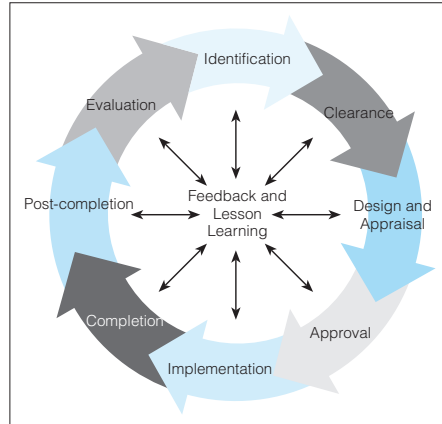 Identification
Clearance
Design and
Appraisal
Approval
Implementation
Completion
Post-completion
Evaluation
Feedback and
Lesson
Learning